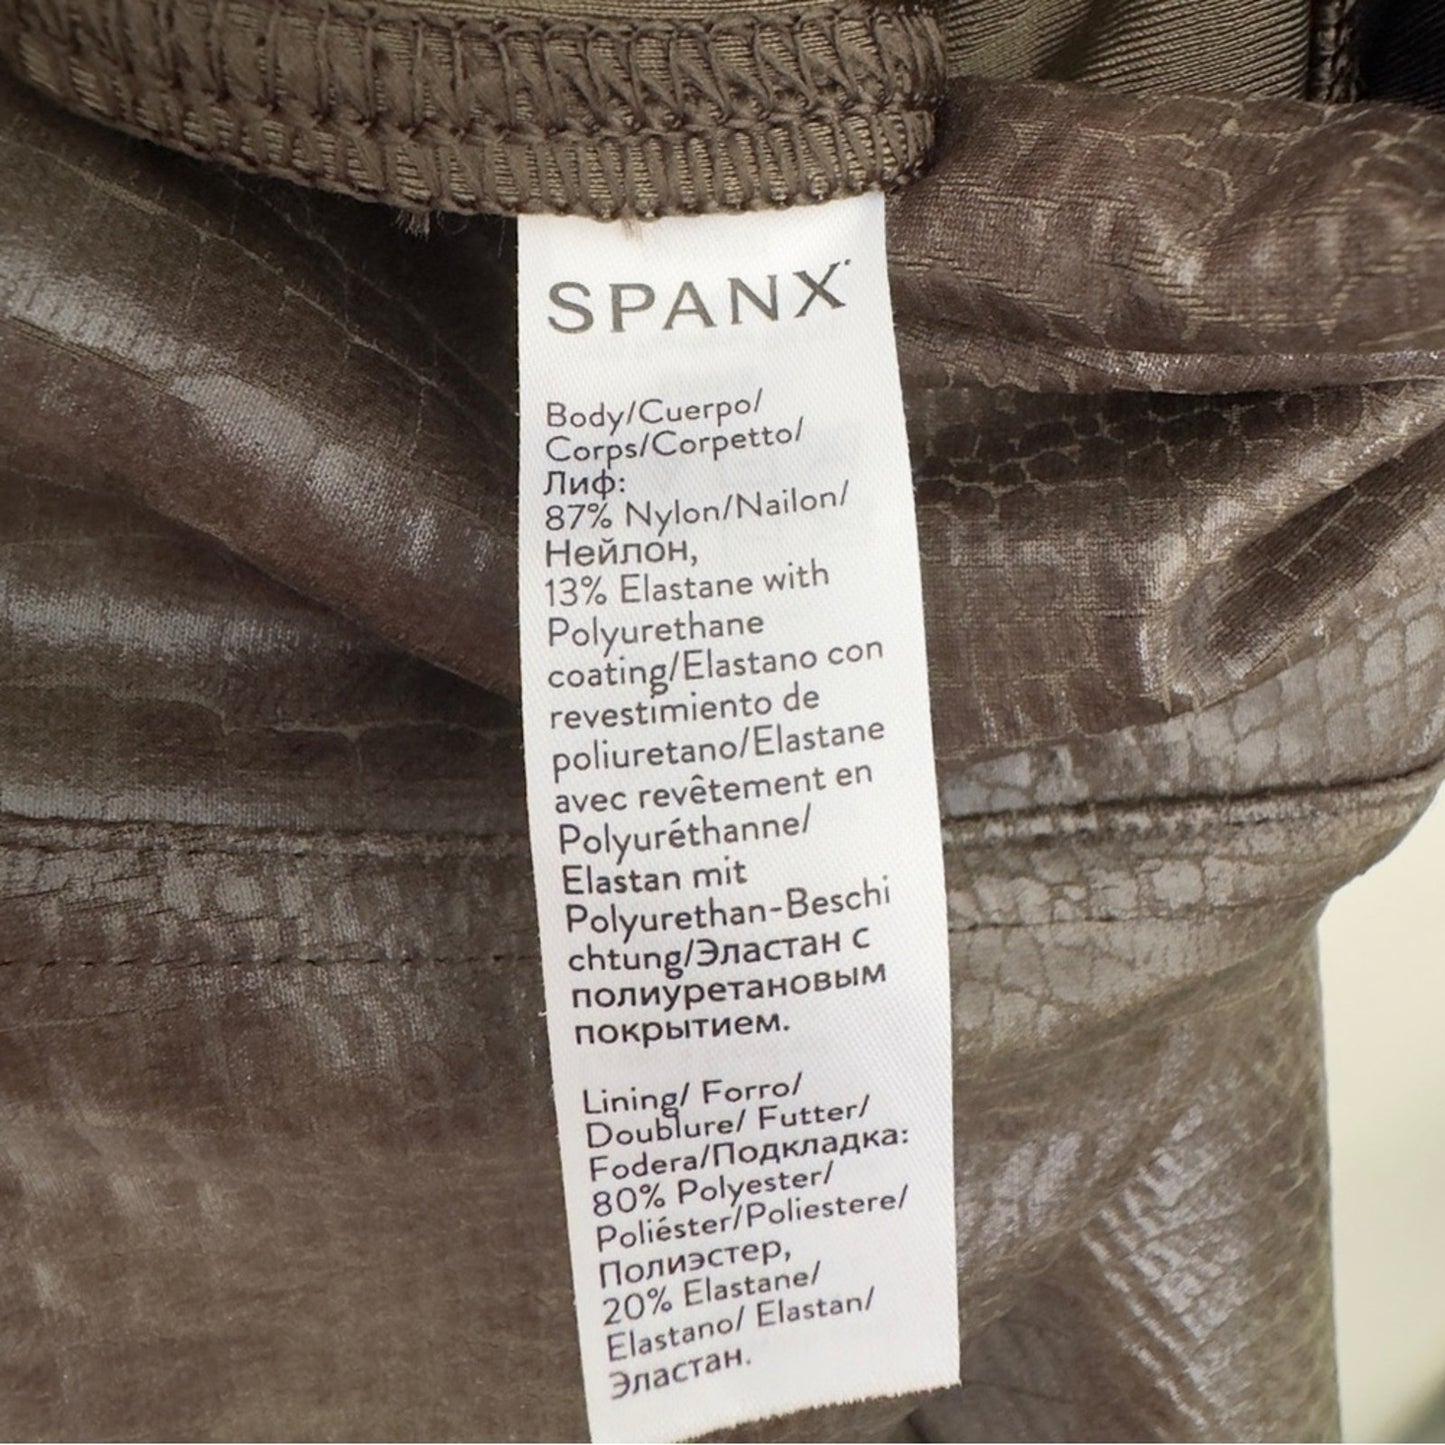 SPANX
Body/Cuerpo/
Corps/Corpetto/
Лиф:
87% Nylon/Nailon/
Нейлон,
13% Elastane with
Polyurethane
coating/Elastano con
revestimiento de
poliuretano/Elastane
avec revêtement en
Polyuréthanne/
Elastan mit
Polyurethan-Beschi
chtung/Эластан с
полиуретановым
покрытием.
Lining/ Forro/
Doublure/ Futter/
Fodera/Подкладка:
80% Polyester/
Poliéster/Poliestere/
Полиэстер,
20% Elastane/
Elastano/ Elastan/
Эластан.